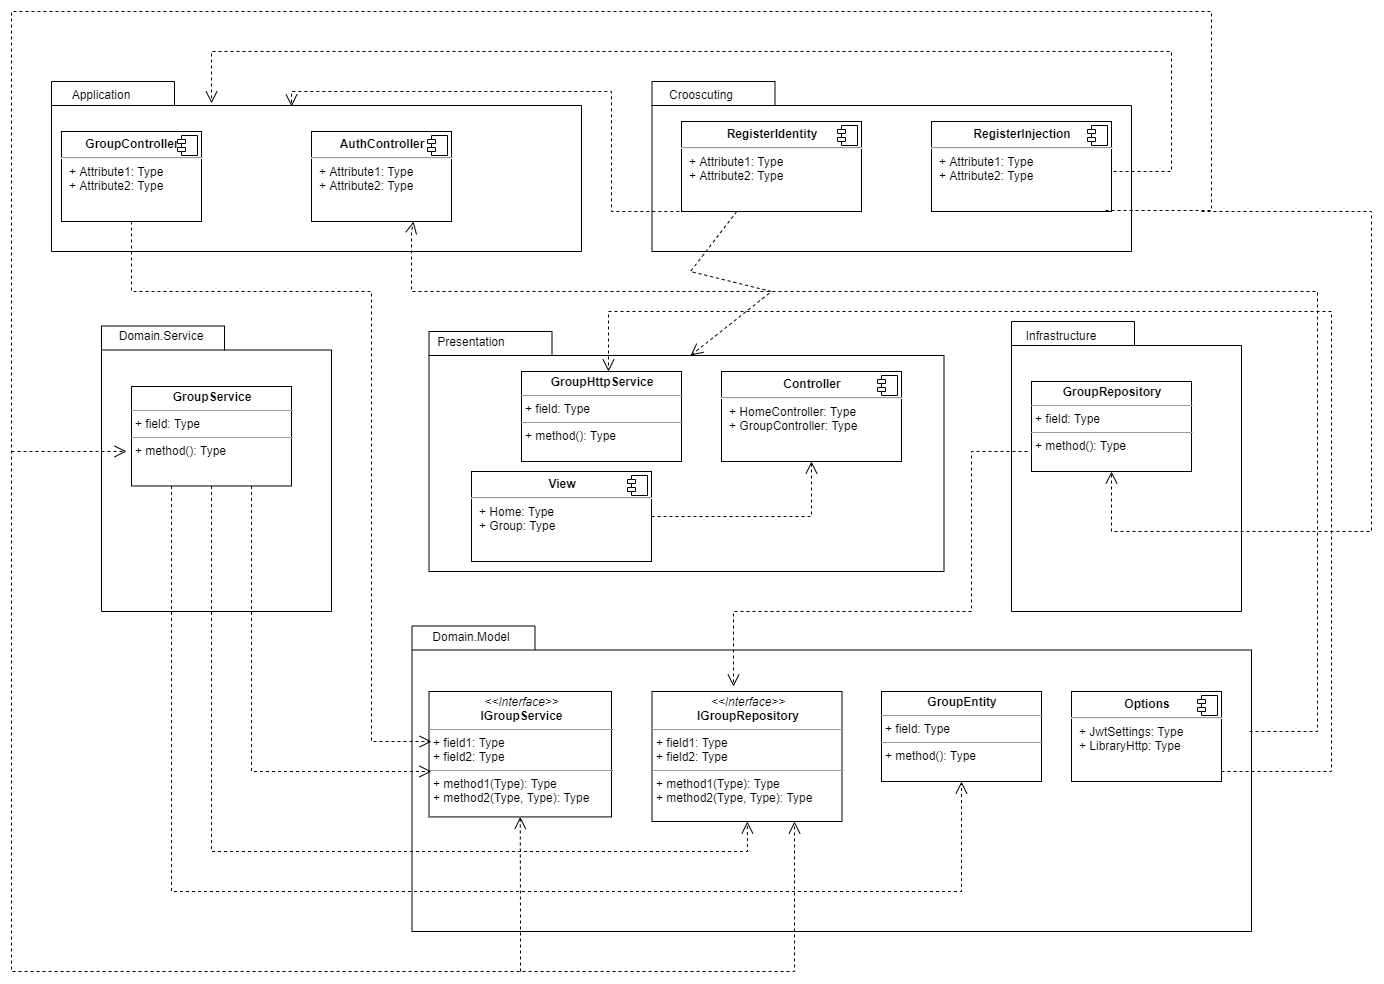 Application
GroupController
+ Attribute1: Type
+ Attribute2: Type
AuthController
+ Attribute1: Type
+ Attribute2: Type
Crooscuting
RegisterIdentity
+ Attribute1: Type
+ Attribute2: Type
RegisterInjection
+ Attribute1: Type
+ Attribute2: Type
Domain.Service
GroupService
+ field: Type
+ method(): Type
Presentation
GroupHttpService
+ field: Type
+ method(): Type
Controller
+ HomeController: Type
+ GroupController: Type
View
+ Home: Type
+ Group: Type
Infrastructure
GroupRepository
+ field: Type
+ method(): Type
Domain.Model
<<Interface>>
IGroupService
+ field1: Type
+ field2: Type
+ method1(Type): Type
+ method2(Type, Type): Type
<<Interface>>
IGroupRepository
+ field1: Type
+ field2: Type
+ method1(Type): Type
+ method2(Type, Type): Type
GroupEntity
+ field: Type
+ method(): Type
Options
+ JwtSettings: Type
+ LibraryHttp: Type